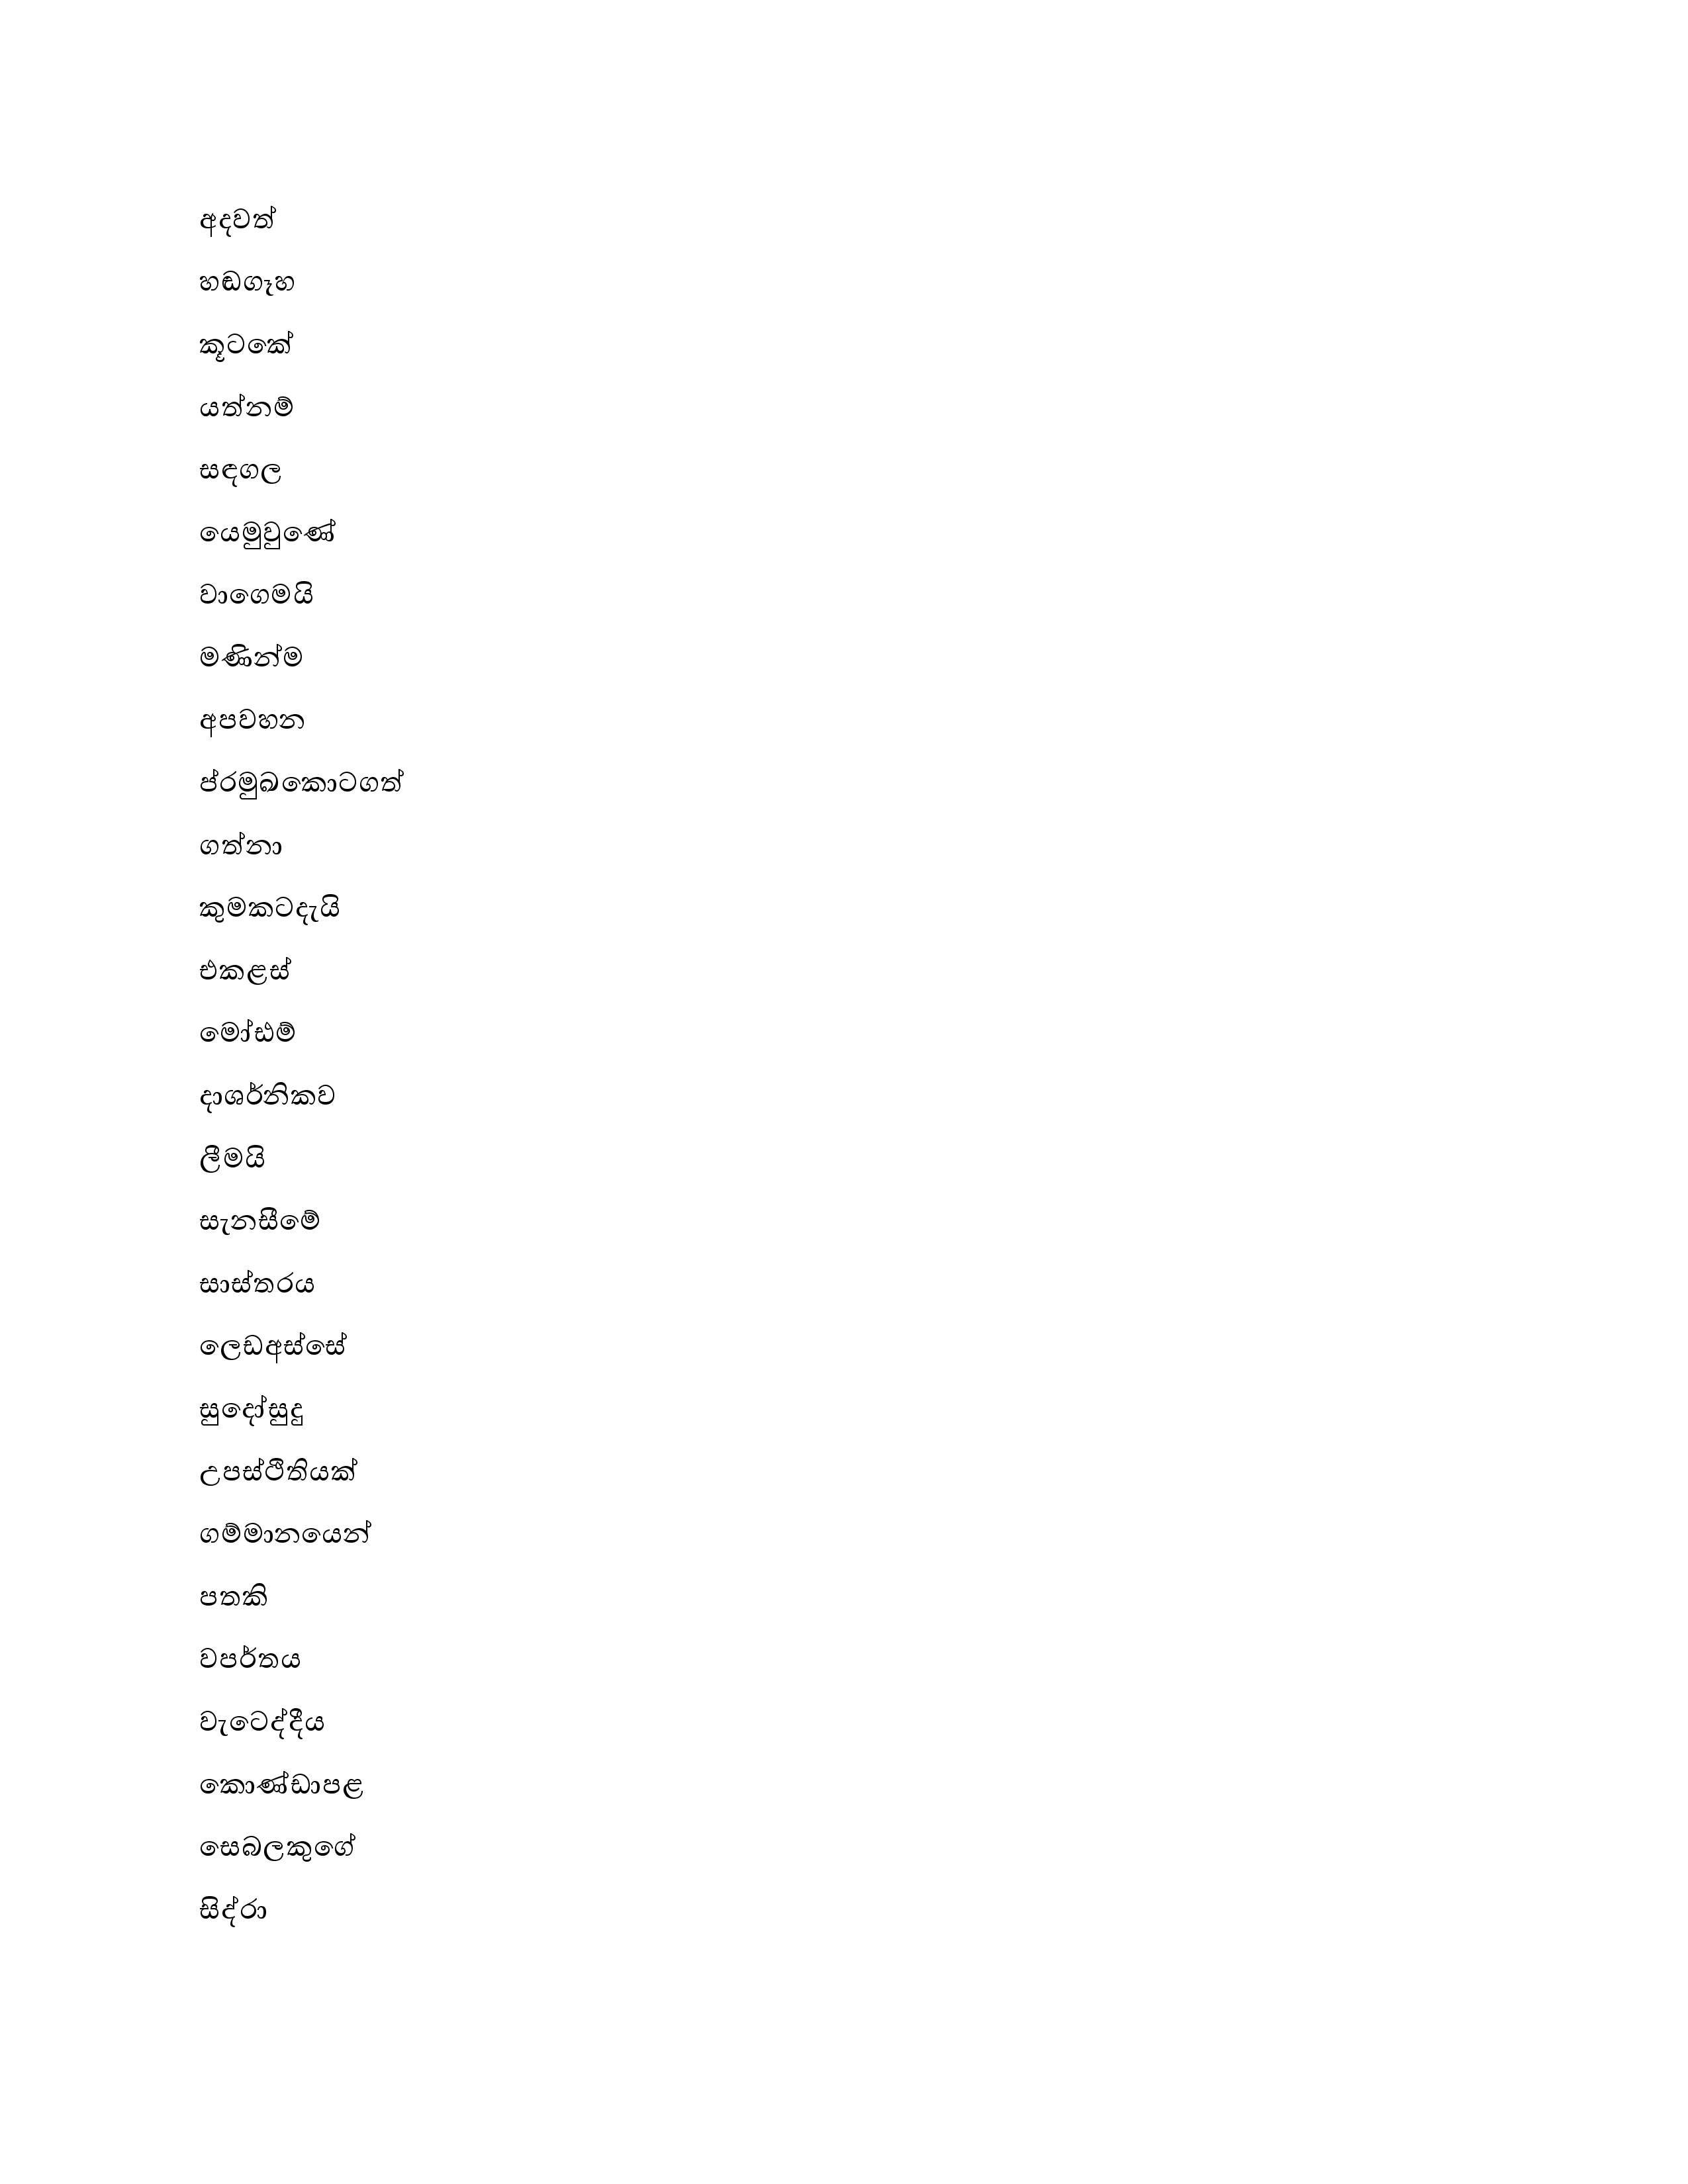 අදවත්
හඬගෑහ
කූටකේ
යත්නම්
සඳගල
යෙමුවුණේ
වාගෙමයි
මණින්ම
අපවහන
ප්රමුඛකොටගත්
ගත්නා
කුමකටදැයි
එකළස්
මෝඪම්
දාශර්නිකව
ලීමයි
සැනසීමේ
සාස්තරය
ලෙඩඅස්සේ
සුදෝසුදු
උපස්ථිතියක්
ගම්මානයෙන්
පතකි
වපර්තය
වැටෙද්දීය
කොණ්ඩාපළ
සෙබලකුගේ
සිද්රා